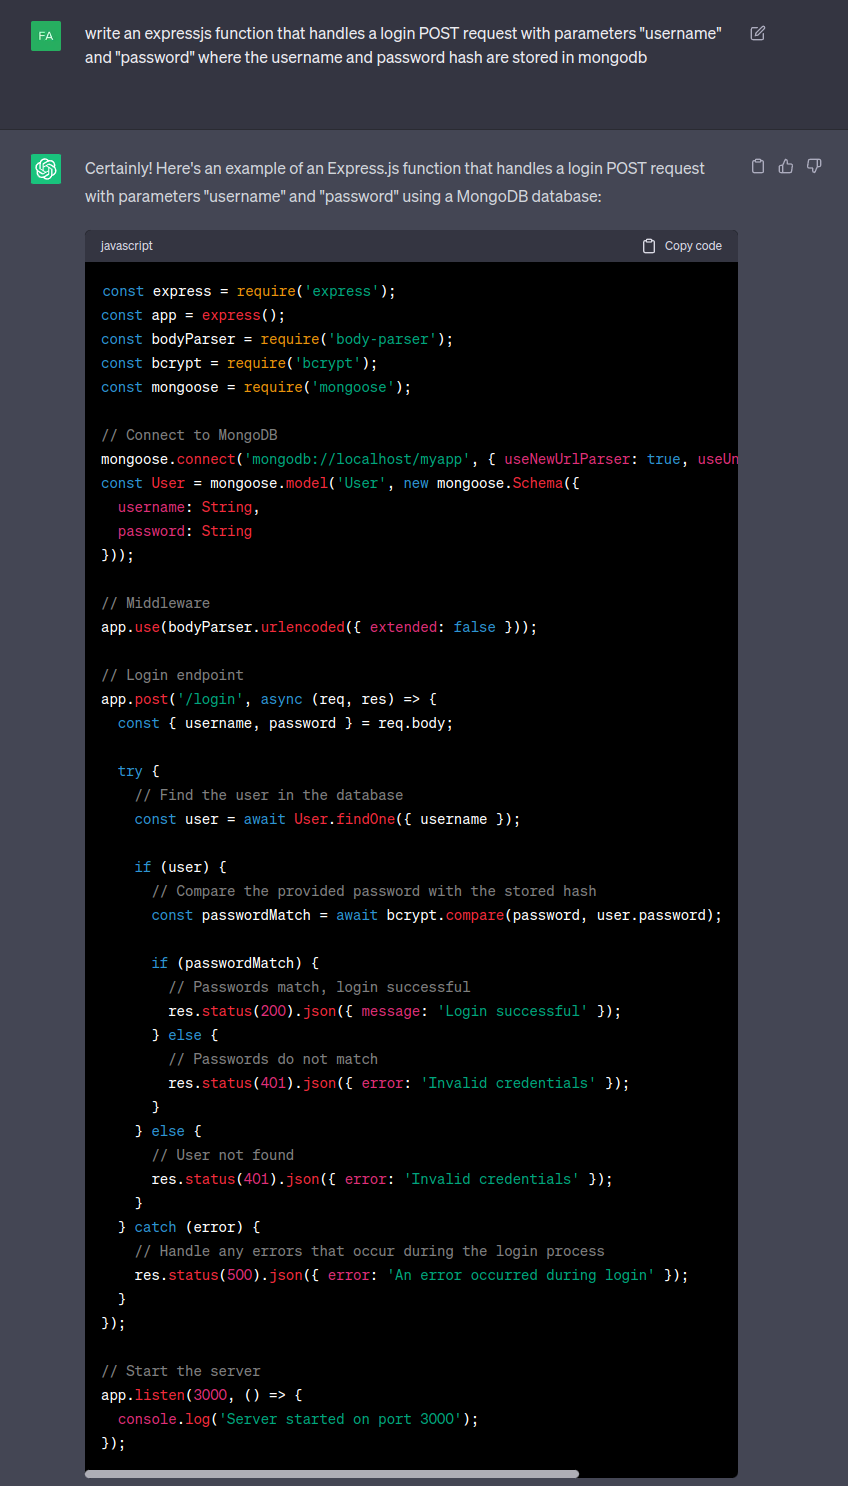 FA
write an expressjs function that handles a login POST request with parameters "username"
and "password" where the username and password hash are stored in mongodb
Certainly! Here's an example of an Express.js function that handles a login POST request
with parameters "username" and "password" using a MongoDB database:
javascript
Copy code
const express = require('express');
const app = express();
const bodyParser = require('body-parser');
const bcrypt = require('bcrypt');
const mongoose = require('mongoose');
// Connect to MongoDB
mongoose.connect('mongodb://localhost/myapp', { useNewUrlParser: true, useUn
const User = mongoose.model('User', new mongoose.Schema({
  username: String,
  password: String
}));
// Middleware
app.use(bodyParser.urlencoded({ extended: false }));
// Login endpoint
app.post('/login', async (req, res) => {
  const { username, password } = req.body;
  try {
    // Find the user in the database
    const user = await User.findOne({ username });
    if (user) {
      // Compare the provided password with the stored hash
      const passwordMatch = await bcrypt.compare(password, user.password);
      if (passwordMatch) {
        // Passwords match, login successful
        res.status(200).json({ message: 'Login successful' });
      } else {
        // Passwords do not match
        res.status(401).json({ error: 'Invalid credentials' });
      }
    } else {
      // User not found
      res.status(401).json({ error: 'Invalid credentials' });
    }
  } catch (error) {
    // Handle any errors that occur during the login process
    res.status(500).json({ error: 'An error occurred during login' });
  }
});
// Start the server
app.listen(3000, () => {
  console.log('Server started on port 3000');
});